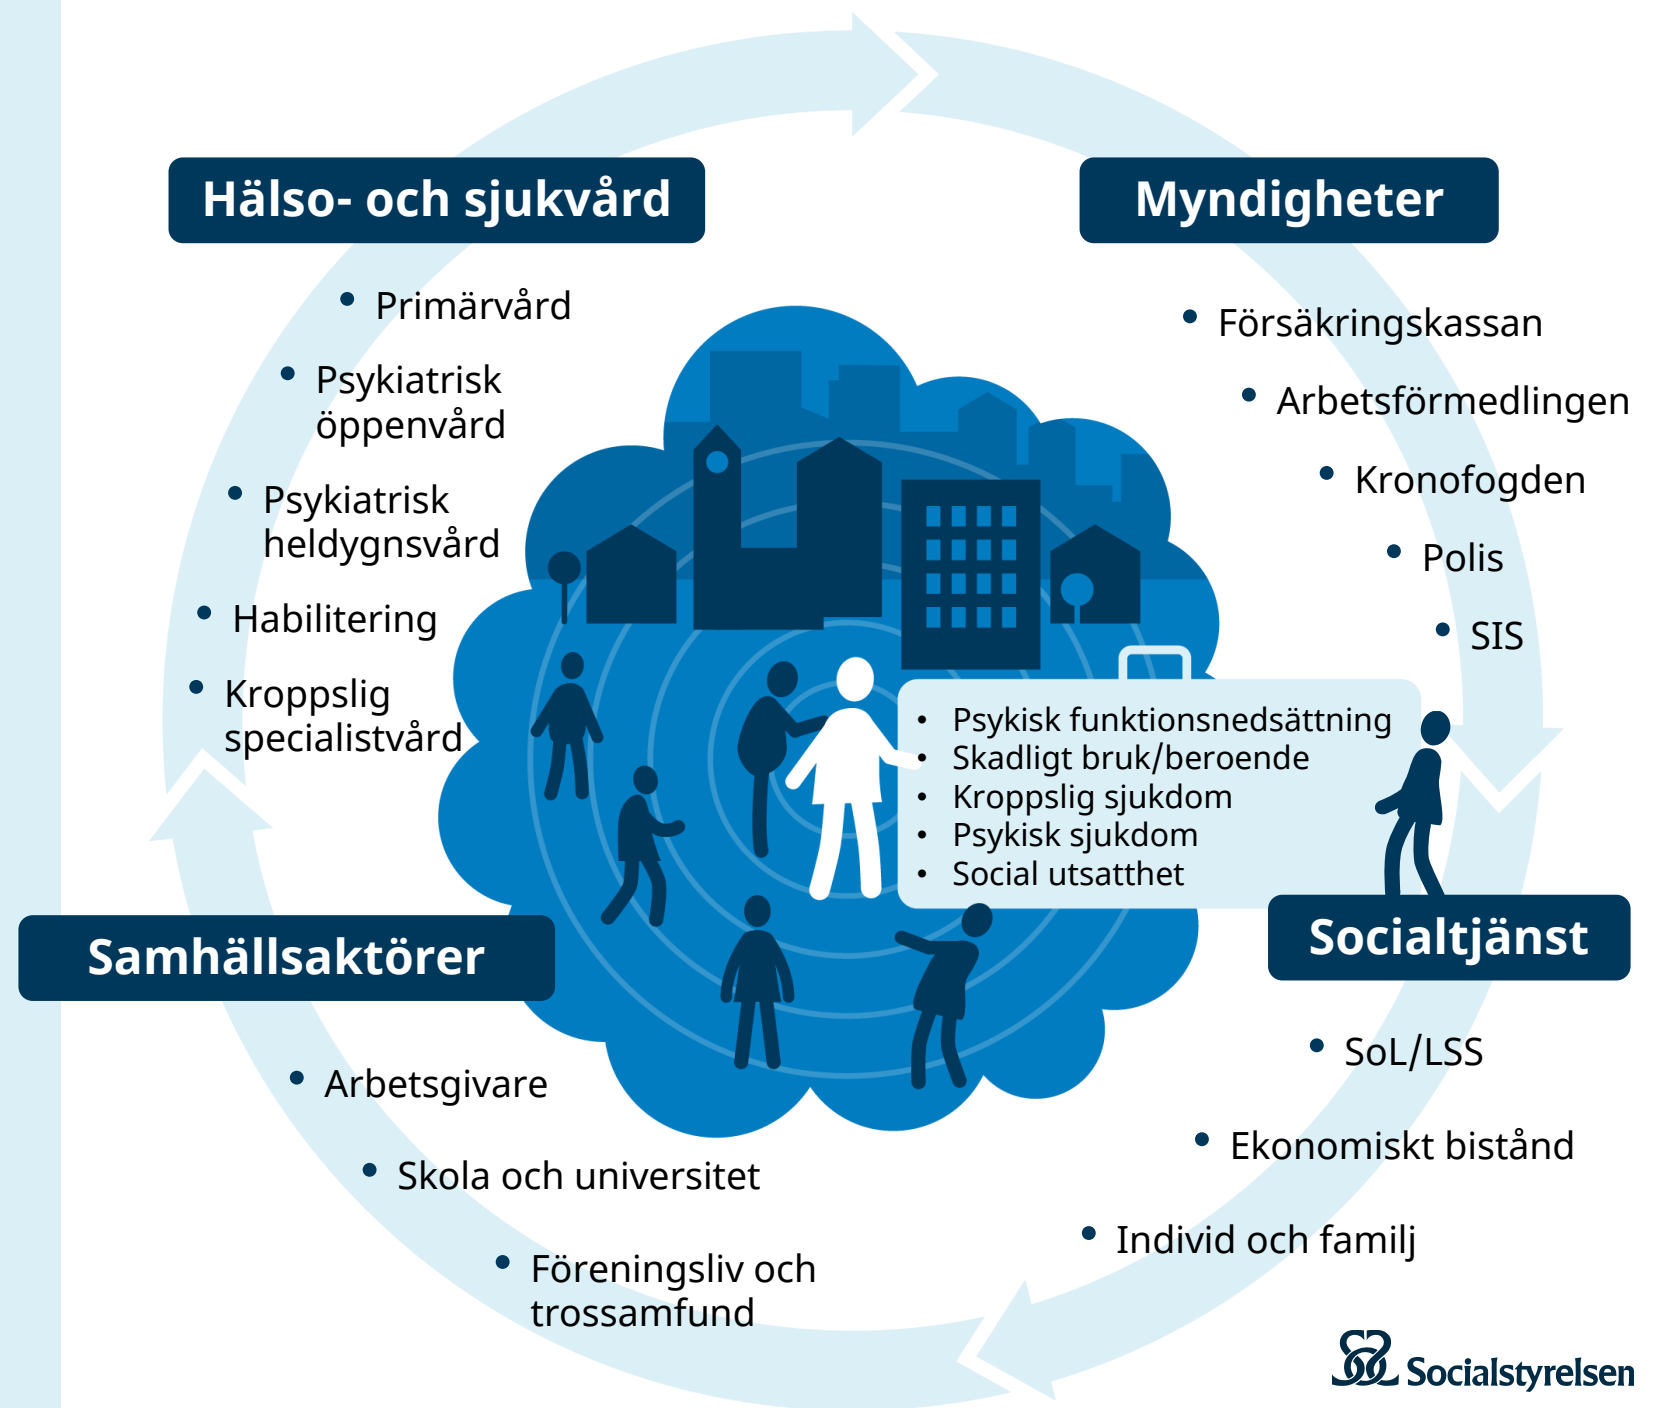 Hälso- och sjukvård
• Primärvård
• Psykiatrisk
öppenvård
• Psykiatrisk
heldygnsvård
• Habilitering
• Kroppslig
specialistvård
Myndigheter
• Försäkringskassan
• Arbetsförmedlingen
• Kronofogden
• Polis
• SIS
• Psykisk funktionsnedsättning
• Skadligt bruk/beroende
• Kroppslig sjukdom
• Psykisk sjukdom
• Social utsatthet
Samhällsaktörer
• Arbetsgivare
• Skola och universitet
• Föreningsliv och
trossamfund
Socialtjänst
• SoL/LSS
• Ekonomiskt bistånd
• Individ och familj
Socialstyrelsen